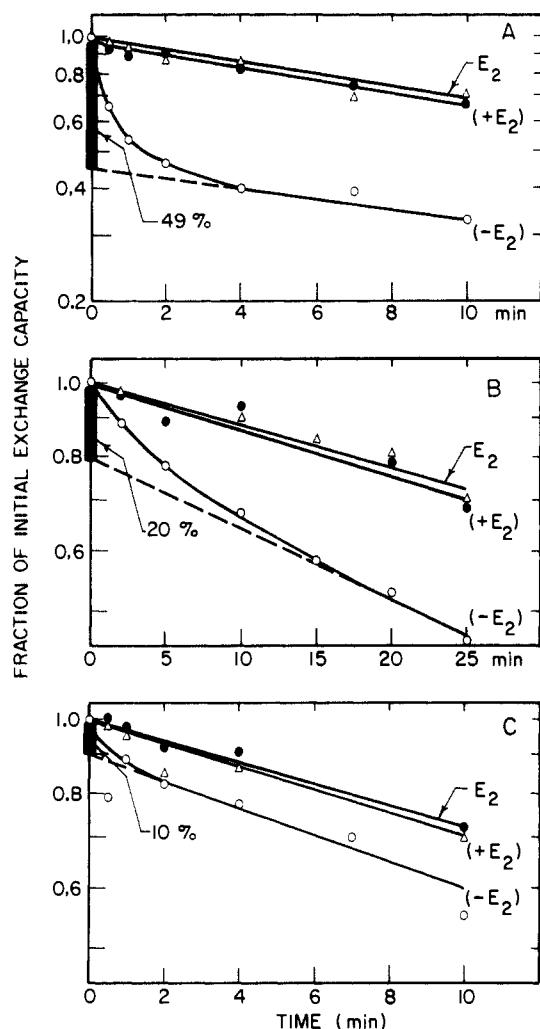 FRACTION OF INITIAL EXCHANGE CAPACITY
A
1.0
0.8
0.6
0.4
0.2
E₂
(+E₂)
(-E₂)
49 %
0 2 4 6 8 10 min
B
1.0
0.8
0.6
E₂
(+E₂)
(-E₂)
20 %
0 5 10 15 20 25 min
C
1.0
0.8
0.6
E₂
(+E₂)
(-E₂)
10 %
0 2 4 6 8 10
TIME (min)